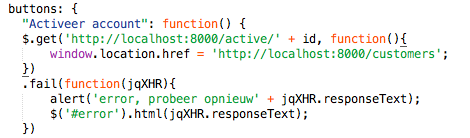 buttons: {
"Activeer account": function() {
$.get('http://localhost:8000/active/' + id, function(){
window.location.href = 'http://localhost:8000/customers';
})
.fail(function(jqXHR){
alert('error, probeer opnieuw' + jqXHR.responseText);
$('#error').html(jqXHR.responseText);
})